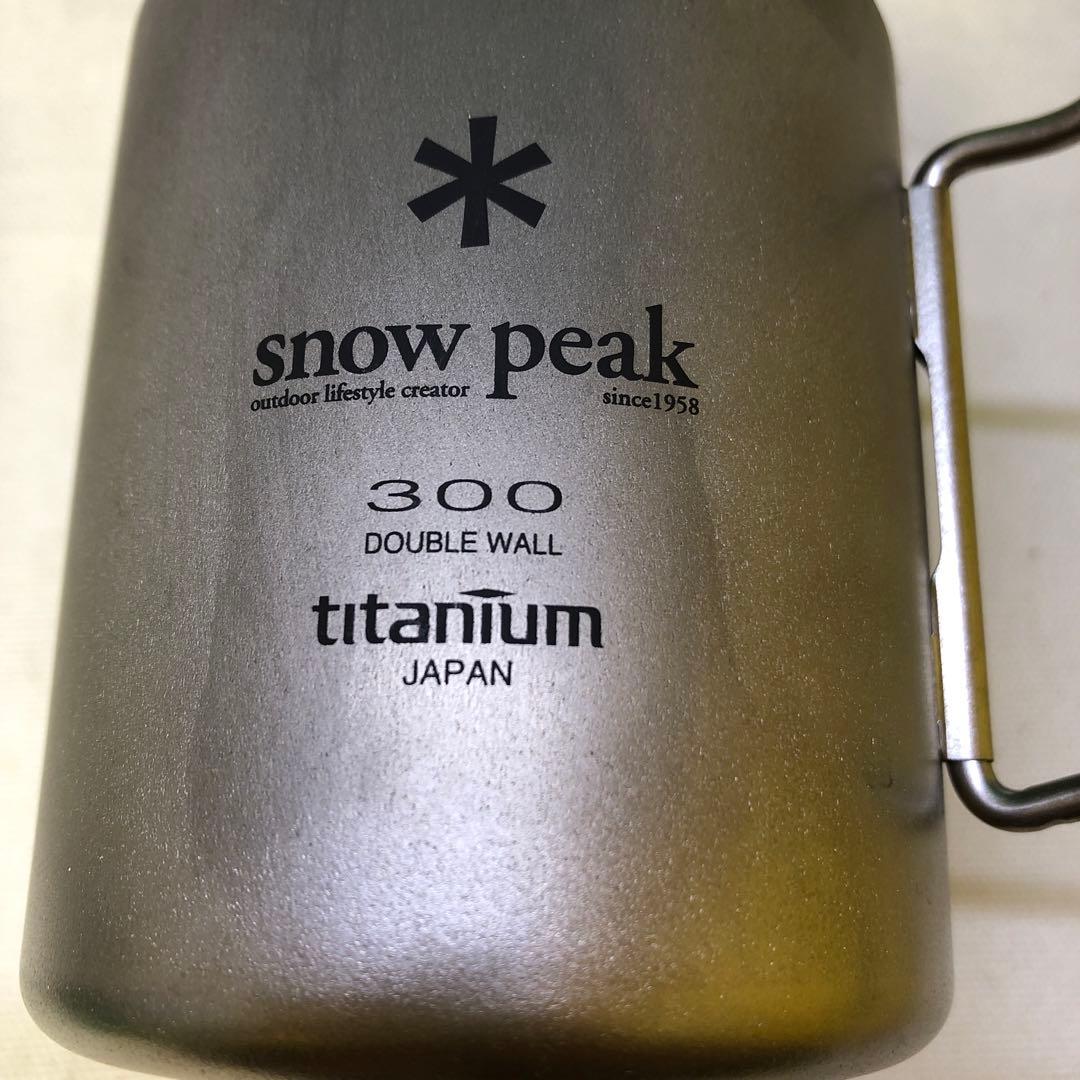 snow peak
outdoor lifestyle creator since1958
300
DOUBLE WALL
titanium
JAPAN